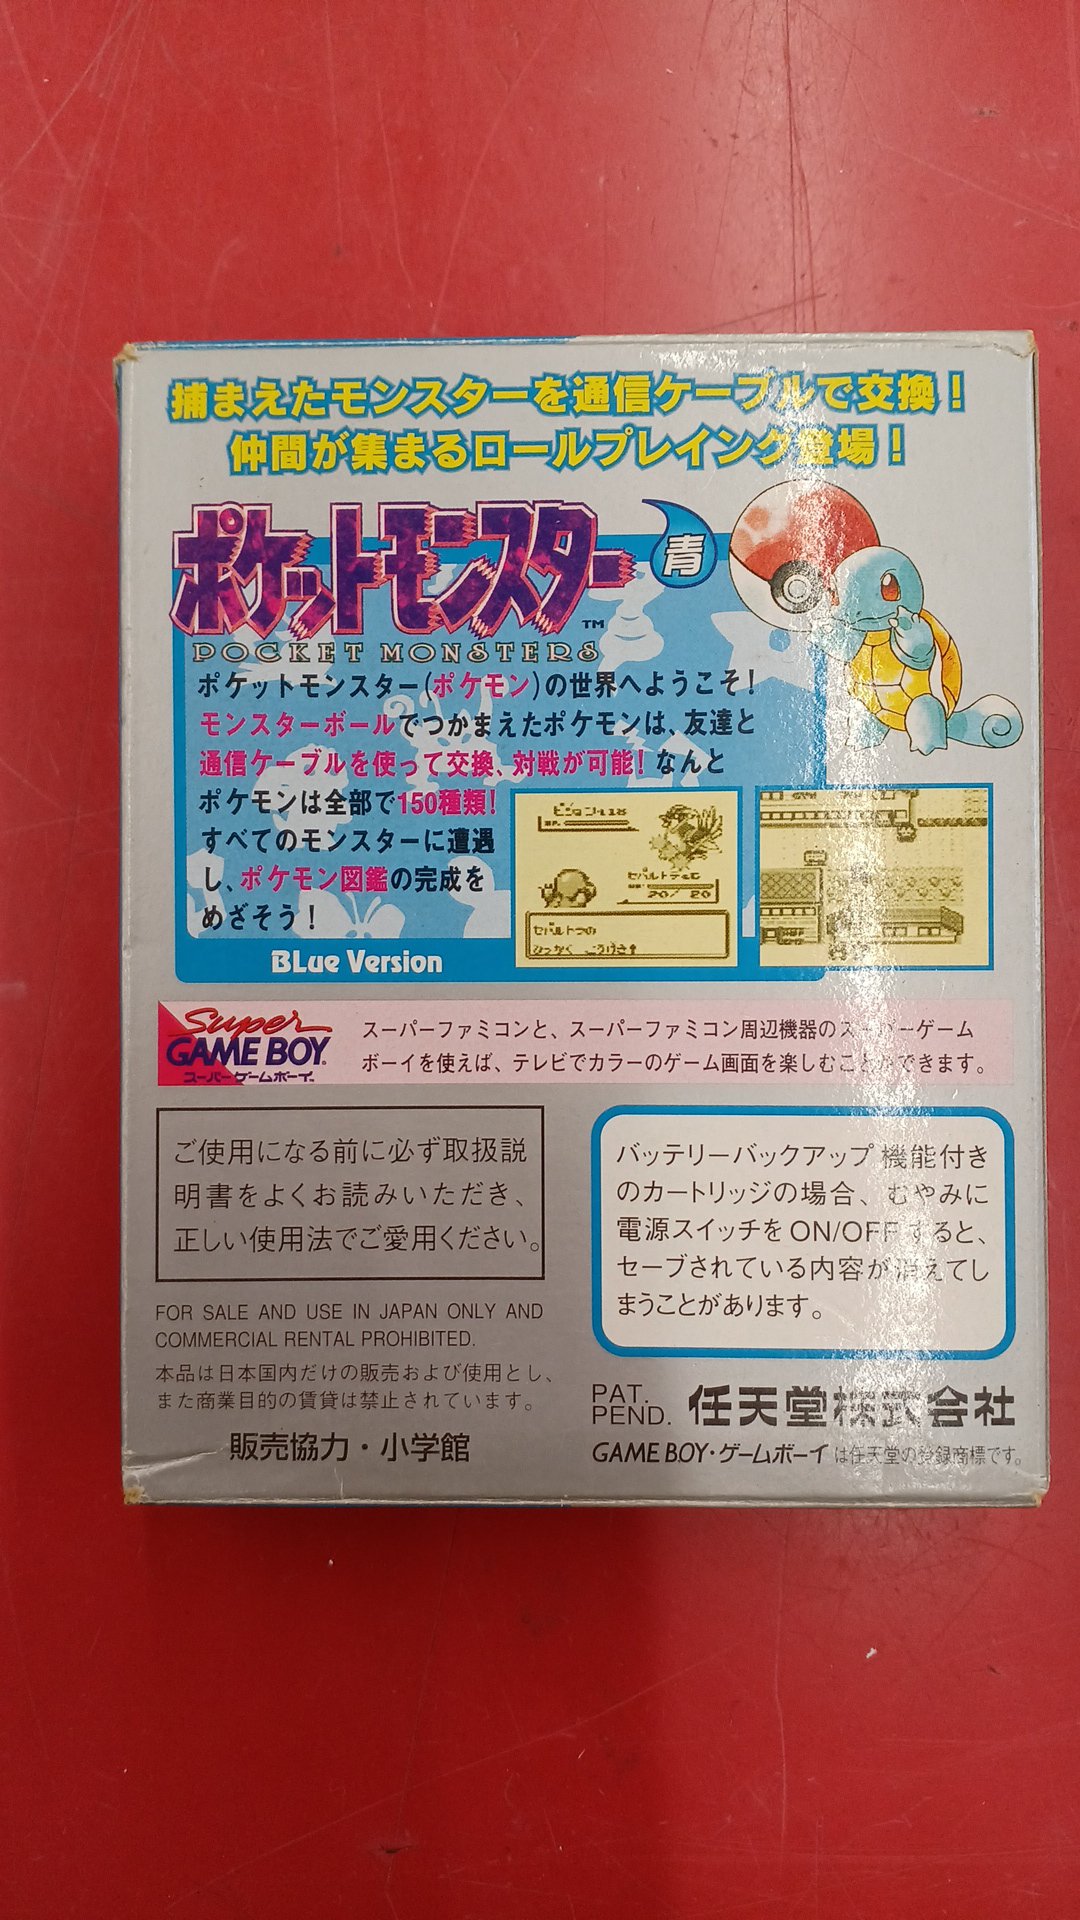 捕まえたモンスターを通信ケーブルで交換!
仲間が集まるロールプレイング登場!
ポケットモンスター 青
TM
POCKET MONSTERS
ポケットモンスター(ポケモン)の世界へようこそ!
モンスターボールでつかまえたポケモンは、友達と
通信ケーブルを使って交換、対戦が可能! なんと
ポケモンは全部で150種類!
すべてのモンスターに遭遇
し、ポケモン図鑑の完成を
めざそう!
ピジョン :L18
20/ 20
BLue Version
Super
GAME BOY
スーパーゲームボーイ
スーパーファミコンと、スーパーファミコン周辺機器のスーパーゲーム
ボーイを使えば、テレビでカラーのゲーム画面を楽しむことができます。
ご使用になる前に必ず取扱説
明書をよくお読みいただき、
正しい使用法でご愛用ください。
バッテリーバックアップ機能付き
のカートリッジの場合、むやみに
電源スイッチをON/OFFすると、
セーブされている内容が消えてし
まうことがあります。
FOR SALE AND USE IN JAPAN ONLY AND
COMMERCIAL RENTAL PROHIBITED.
本品は日本国内だけの販売および使用とし、
また商業目的の賃貸は禁止されています。
販売協力・小学館
PAT.
PEND. 任天堂株式会社
GAME BOY・ゲームボーイは任天堂の登録商標です。